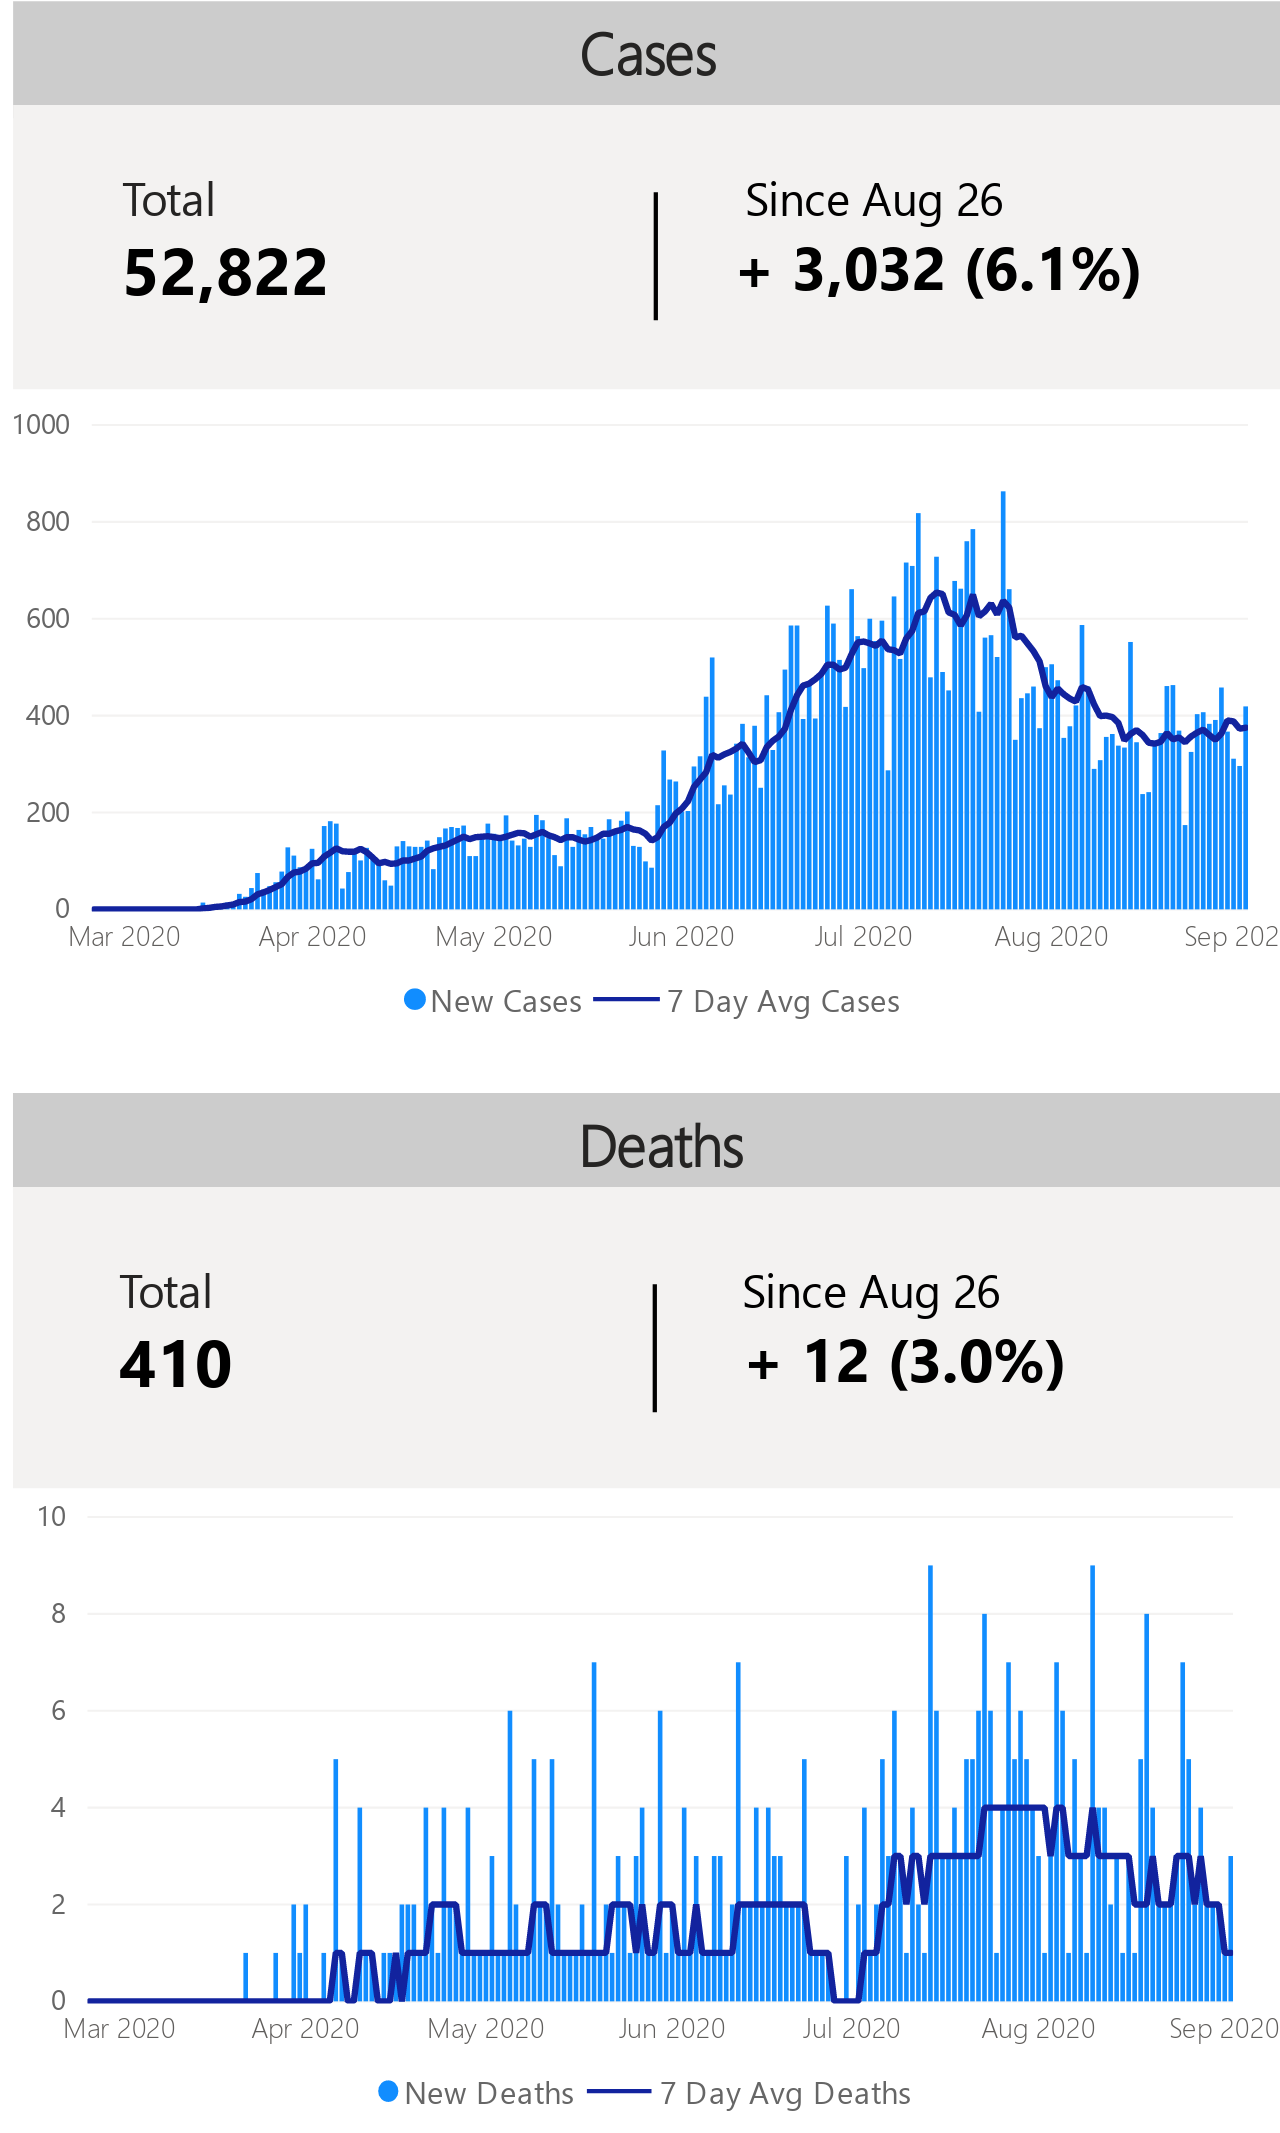 Cases
Total
Since Aug 26
52,822
+ 3,032 (6.1%)
1000
800
600
400
200
0
Mar 2020 Apr 2020 May 2020 Jun 2020 Jul 2020 Aug 2020 Sep 202
New Cases 7 Day Avg Cases
Deaths
Total
Since Aug 26
410
+ 12 (3.0%)
10
8
6
4
2
0
Mar 2020 Apr 2020 May 2020 Jun 2020 Jul 2020 Aug 2020 Sep 2020
New Deaths 7 Day Avg Deaths